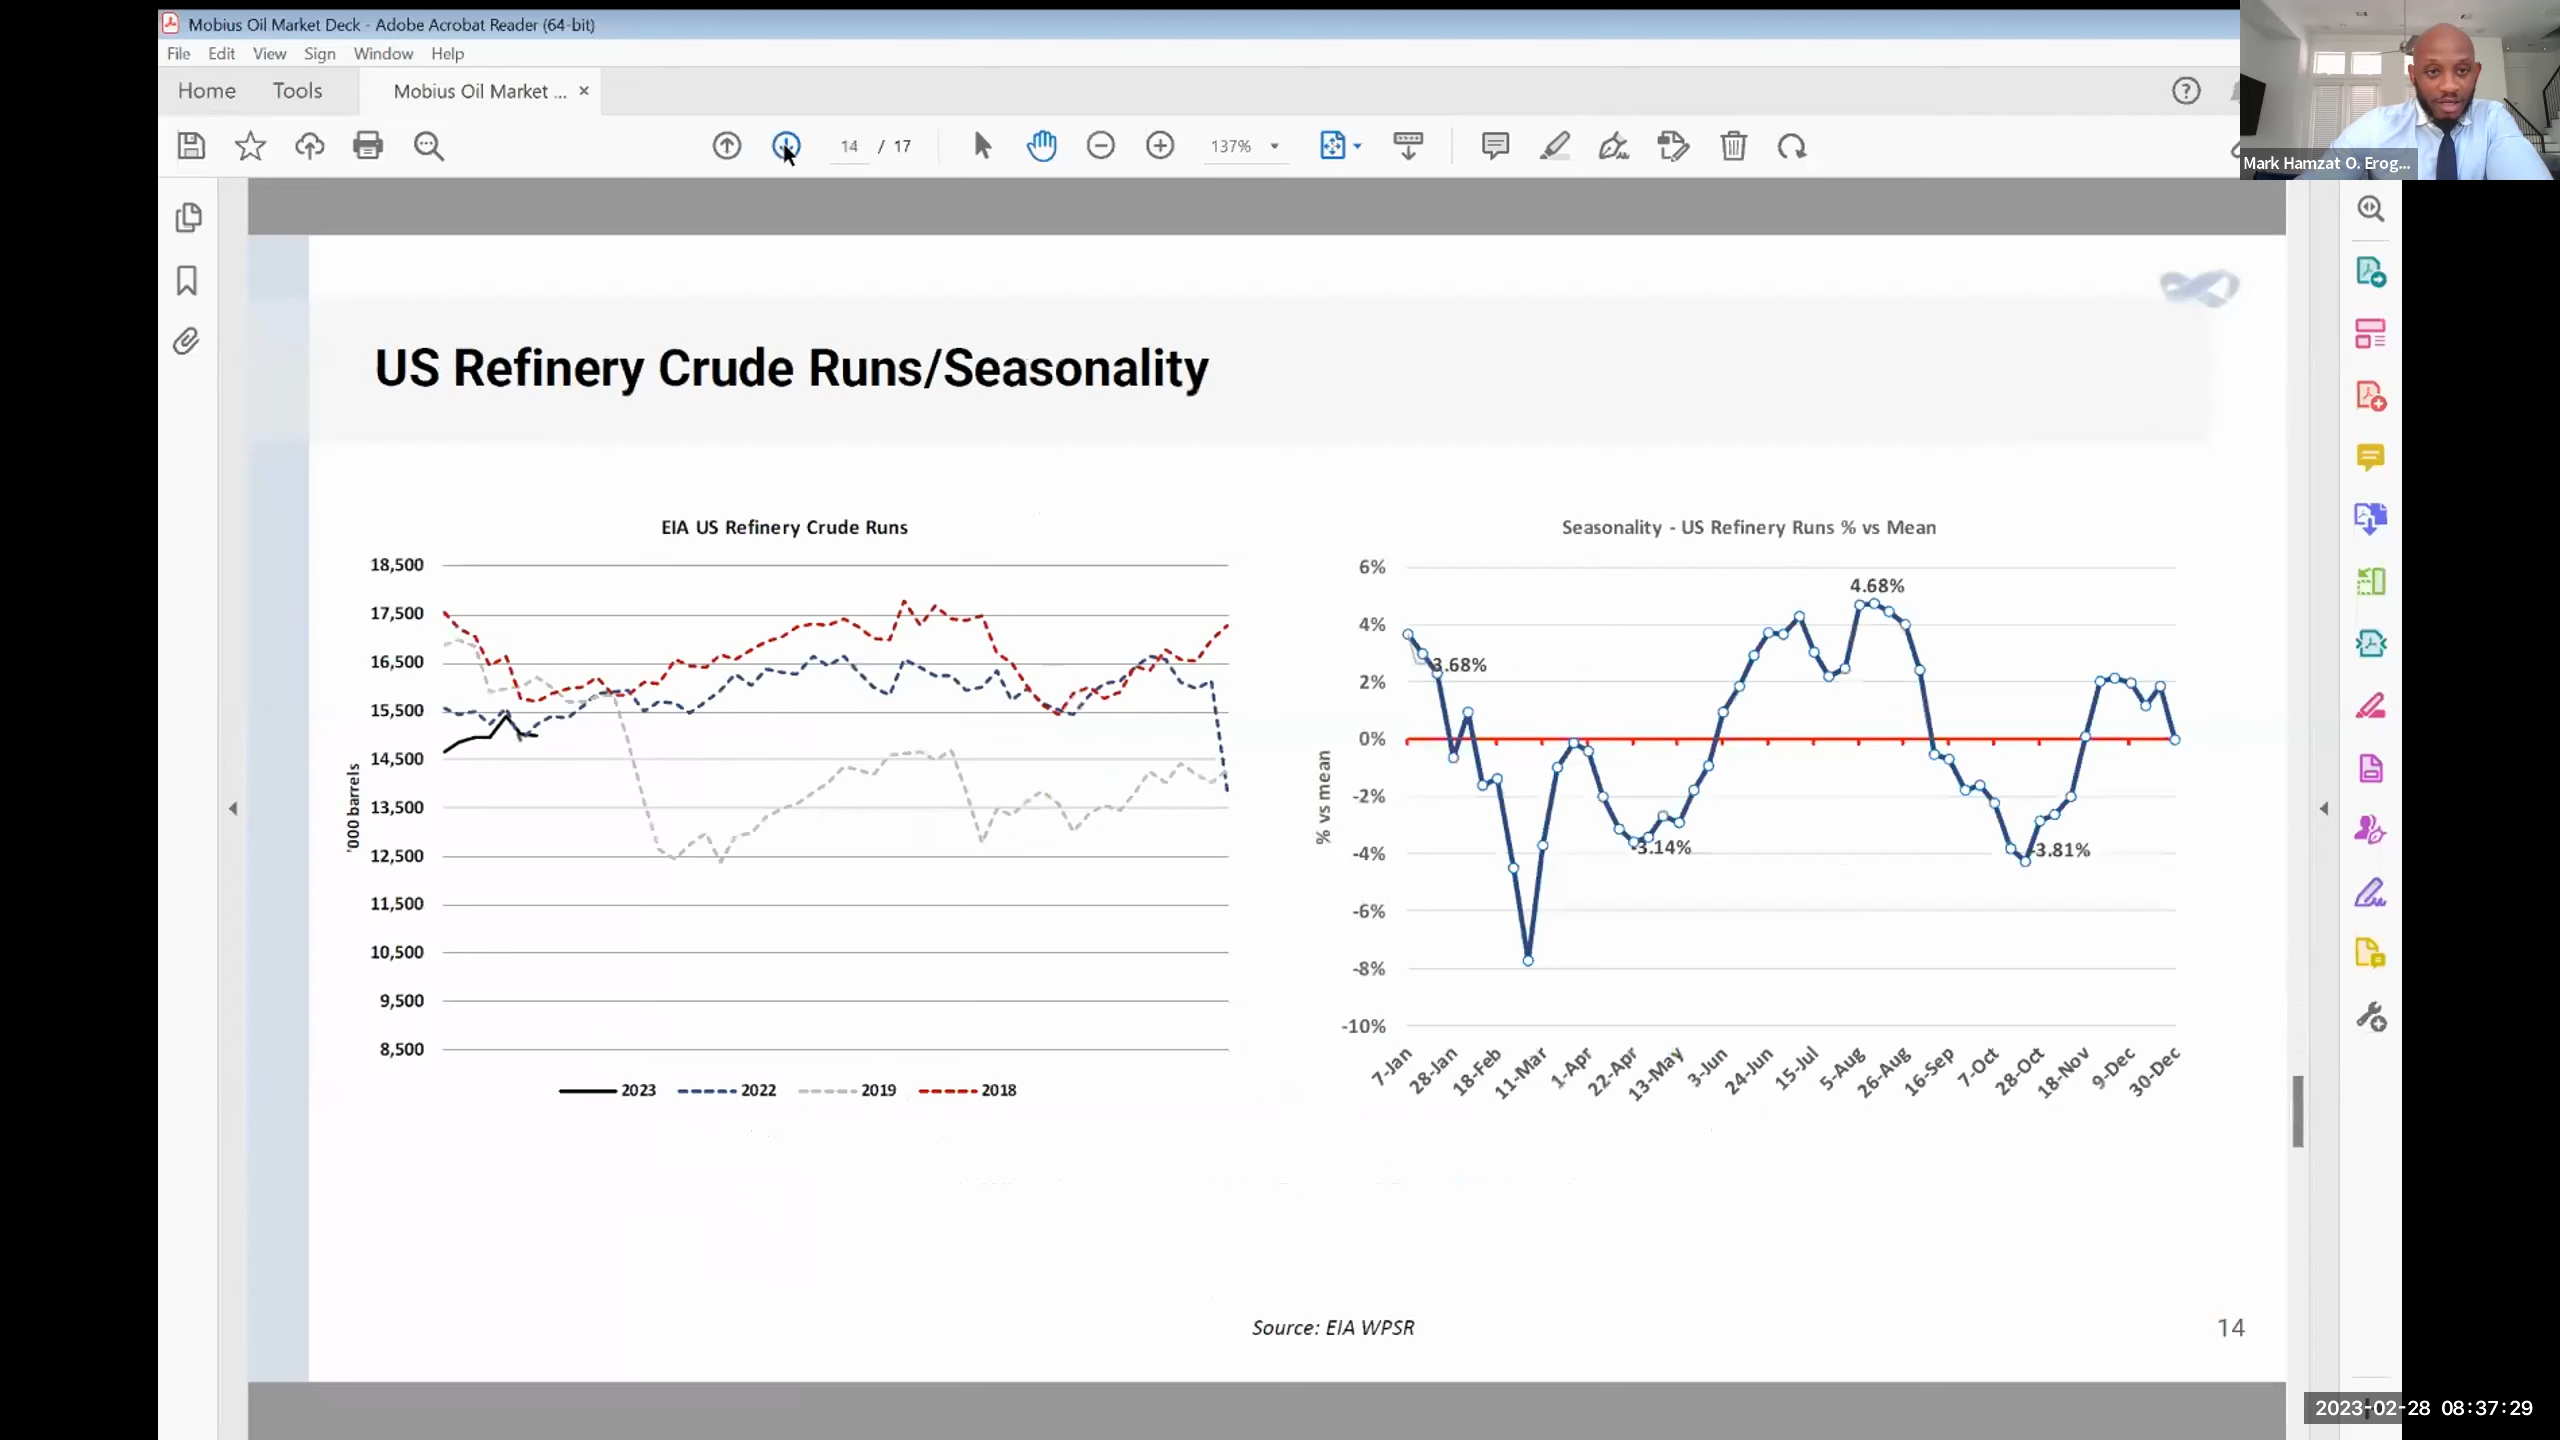 Mobius Oil Market Deck - Adobe Acrobat Reader (64-bit)
File Edit View Sign Window Help
Home Tools Mobius Oil Market ... ×
14 / 17 137%
Mark Hamzat O. Erog...
US Refinery Crude Runs/Seasonality
EIA US Refinery Crude Runs
18,500
17,500
16,500
15,500
14,500
13,500
12,500
11,500
10,500
9,500
8,500
'000 barrels
2023 2022 2019 2018
Seasonality - US Refinery Runs % vs Mean
6%
4%
2%
0%
-2%
-4%
-6%
-8%
-10%
% vs mean
3.68%
4.68%
-3.14%
-3.81%
7-Jan 28-Jan 18-Feb 11-Mar 1-Apr 22-Apr 13-May 3-Jun 24-Jun 15-Jul 5-Aug 26-Aug 16-Sep 7-Oct 28-Oct 18-Nov 9-Dec 30-Dec
Source: EIA WPSR
14
2023-02-28 08:37:29